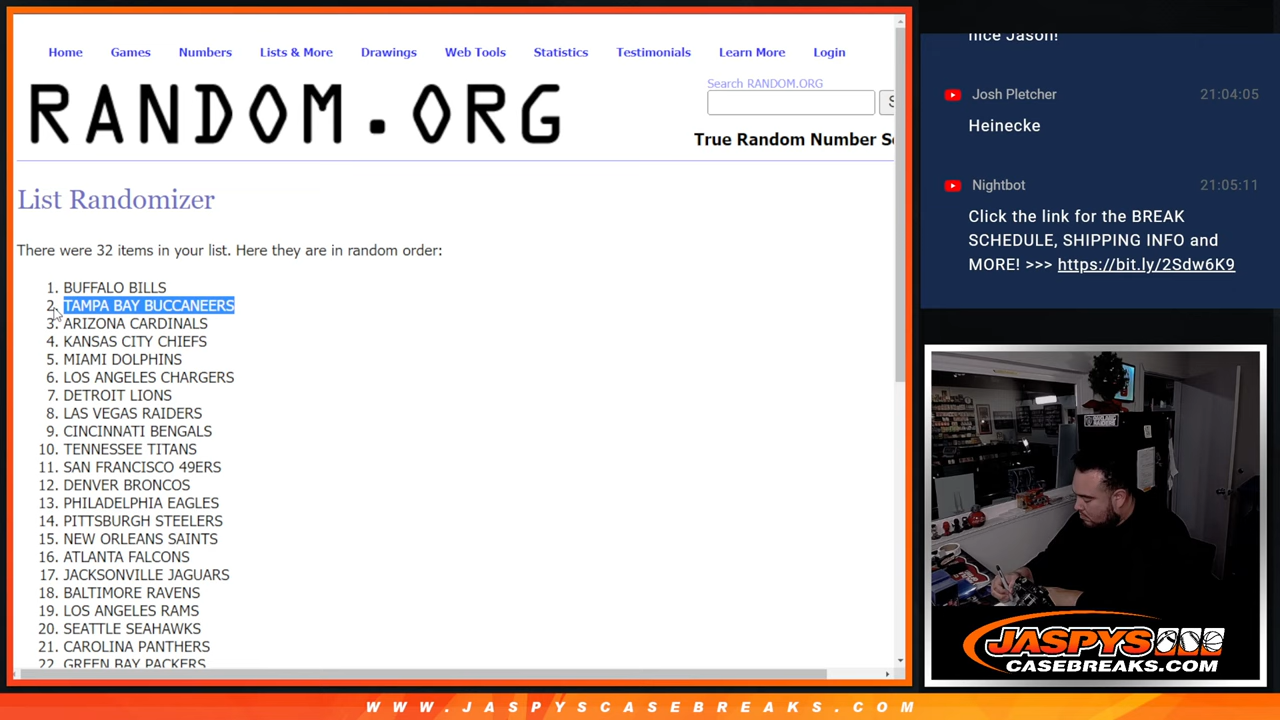 Home Games Numbers Lists & More Drawings Web Tools Statistics Testimonials Learn More Login
RANDOM.ORG
Search RANDOM.ORG
True Random Number Se
List Randomizer
There were 32 items in your list. Here they are in random order:
1. BUFFALO BILLS
2. TAMPA BAY BUCCANEERS
3. ARIZONA CARDINALS
4. KANSAS CITY CHIEFS
5. MIAMI DOLPHINS
6. LOS ANGELES CHARGERS
7. DETROIT LIONS
8. LAS VEGAS RAIDERS
9. CINCINNATI BENGALS
10. TENNESSEE TITANS
11. SAN FRANCISCO 49ERS
12. DENVER BRONCOS
13. PHILADELPHIA EAGLES
14. PITTSBURGH STEELERS
15. NEW ORLEANS SAINTS
16. ATLANTA FALCONS
17. JACKSONVILLE JAGUARS
18. BALTIMORE RAVENS
19. LOS ANGELES RAMS
20. SEATTLE SEAHAWKS
21. CAROLINA PANTHERS
22. GREEN BAY PACKERS
nice Jason!
Josh Pletcher 21:04:05
Heinecke
Nightbot 21:05:11
Click the link for the BREAK
SCHEDULE, SHIPPING INFO and
MORE! >>> https://bit.ly/2Sdw6K9
JASPYS
CASEBREAKS.COM
WWW.JASPYSCASEBREAKS.COM